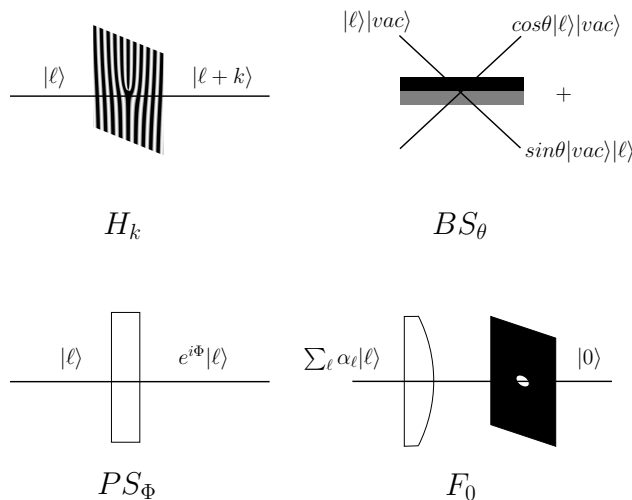 |ℓ⟩ |ℓ + k⟩
H_k
|ℓ⟩|vac⟩ cosθ|ℓ⟩|vac⟩
+
sinθ|vac⟩|ℓ⟩
BS_θ
|ℓ⟩ e^{iΦ}|ℓ⟩
PS_Φ
∑_ℓ α_ℓ|ℓ⟩ |0⟩
F_0